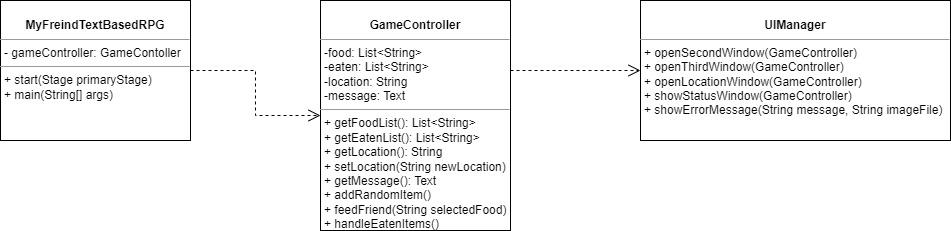 MyFreindTextBasedRPG
- gameController: GameContoller
+ start(Stage primaryStage)
+ main(String[] args)
GameController
-food: List<String>
-eaten: List<String>
-location: String
-message: Text
+ getFoodList(): List<String>
+ getEatenList(): List<String>
+ getLocation(): String
+ setLocation(String newLocation)
+ getMessage(): Text
+ addRandomItem()
+ feedFriend(String selectedFood)
+ handleEatenItems()
UIManager
+ openSecondWindow(GameController)
+ openThirdWindow(GameController)
+ openLocationWindow(GameController)
+ showStatusWindow(GameController)
+ showErrorMessage(String message, String imageFile)